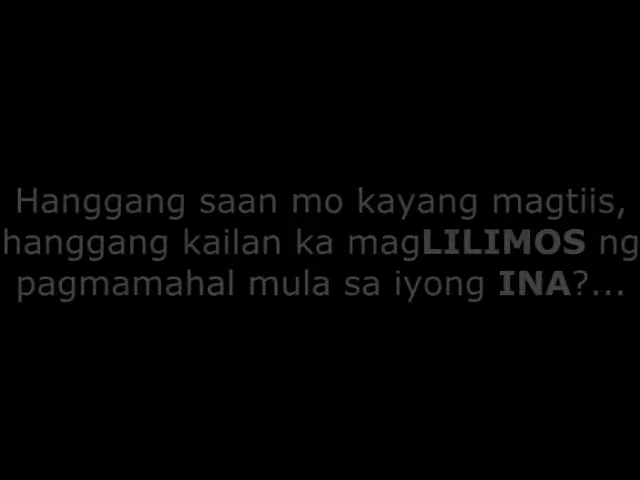 Hanggang saan mo kayang magtiis,
hanggang kailan ka magLILIMOS ng
pagmamahal mula sa iyong INA?...